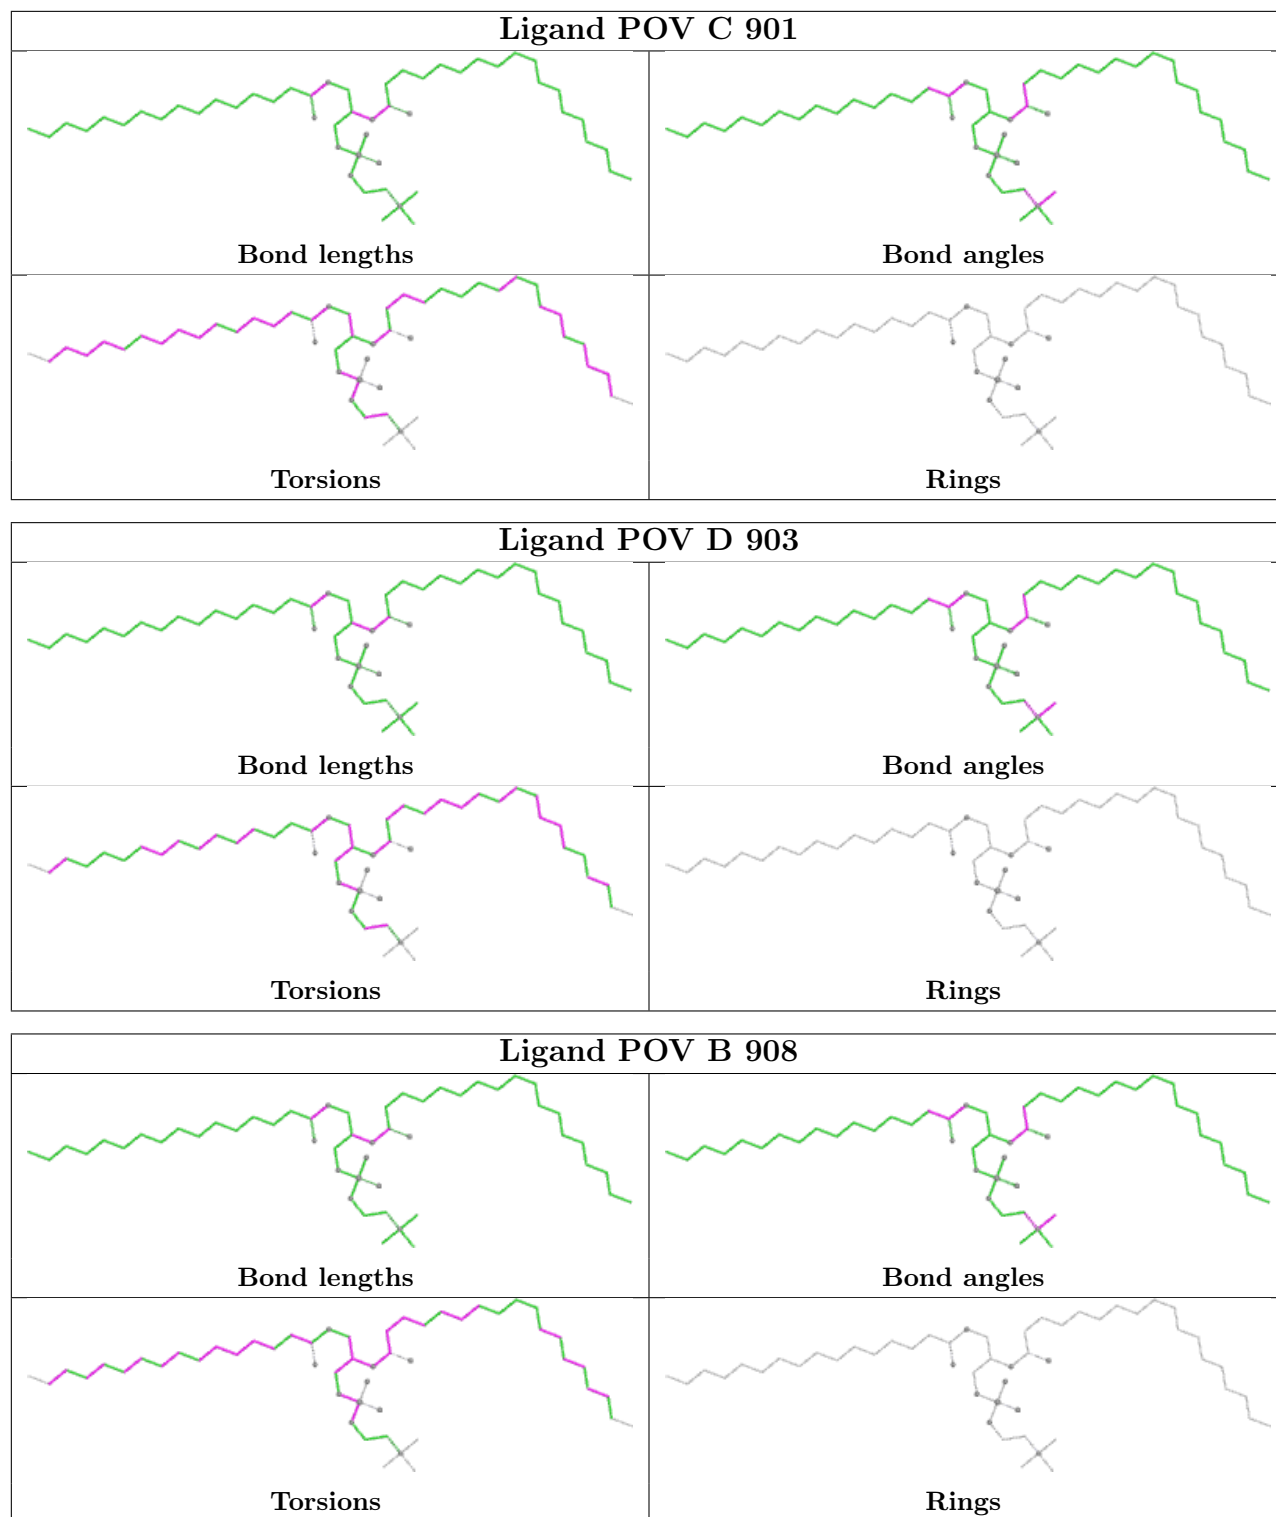 Ligand POV C 901
Bond lengths
Bond angles
Torsions
Rings
Ligand POV D 903
Bond lengths
Bond angles
Torsions
Rings
Ligand POV B 908
Bond lengths
Bond angles
Torsions
Rings